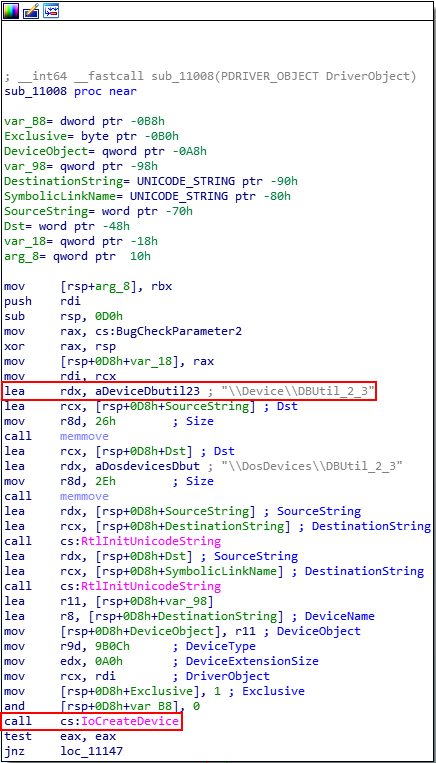 ; __int64 __fastcall sub_11008(PDRIVER_OBJECT DriverObject)
sub_11008 proc near
var_B8= dword ptr -0B8h
Exclusive= byte ptr -0B0h
DeviceObject= qword ptr -0A8h
var_98= qword ptr -98h
DestinationString= UNICODE_STRING ptr -90h
SymbolicLinkName= UNICODE_STRING ptr -80h
SourceString= word ptr -70h
Dst= word ptr -48h
var_18= qword ptr -18h
arg_8= qword ptr  10h
mov     [rsp+arg_8], rbx
push    rdi
sub     rsp, 0D0h
mov     rax, cs:BugCheckParameter2
xor     rax, rsp
mov     [rsp+0D8h+var_18], rax
mov     rdi, rcx
lea     rdx, aDeviceDbutil23 ; "\\Device\\DBUtil_2_3"
lea     rcx, [rsp+0D8h+SourceString] ; Dst
mov     r8d, 26h        ; Size
call    memmove
lea     rcx, [rsp+0D8h+Dst] ; Dst
lea     rdx, aDosdevicesDbut ; "\\DosDevices\\DBUtil_2_3"
mov     r8d, 2Eh        ; Size
call    memmove
lea     rdx, [rsp+0D8h+SourceString] ; SourceString
lea     rcx, [rsp+0D8h+DestinationString] ; DestinationString
call    cs:RtlInitUnicodeString
lea     rdx, [rsp+0D8h+Dst] ; SourceString
lea     rcx, [rsp+0D8h+SymbolicLinkName] ; DestinationString
call    cs:RtlInitUnicodeString
lea     r11, [rsp+0D8h+var_98]
lea     r8, [rsp+0D8h+DestinationString] ; DeviceName
mov     [rsp+0D8h+DeviceObject], r11 ; DeviceObject
mov     r9d, 9B0Ch      ; DeviceType
mov     edx, 0A0h       ; DeviceExtensionSize
mov     rcx, rdi        ; DriverObject
mov     [rsp+0D8h+Exclusive], 1 ; Exclusive
and     [rsp+0D8h+var_B8], 0
call    cs:IoCreateDevice
test    eax, eax
jnz     loc_11147